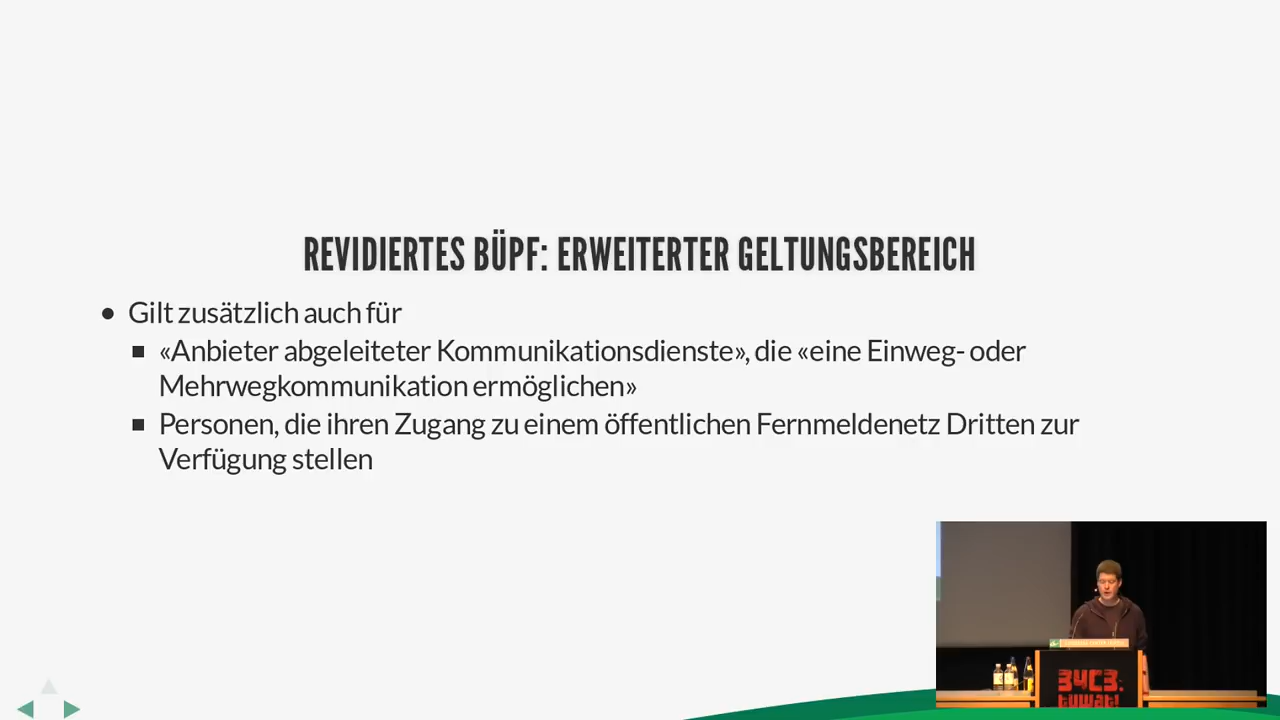 REVIDIERTES BÜPF: ERWEITERTER GELTUNGSBEREICH
Gilt zusätzlich auch für
«Anbieter abgeleiteter Kommunikationsdienste», die «eine Einweg- oder
Mehrwegkommunikation ermöglichen»
Personen, die ihren Zugang zu einem öffentlichen Fernmeldenetz Dritten zur
Verfügung stellen
34C3.
tuwat!